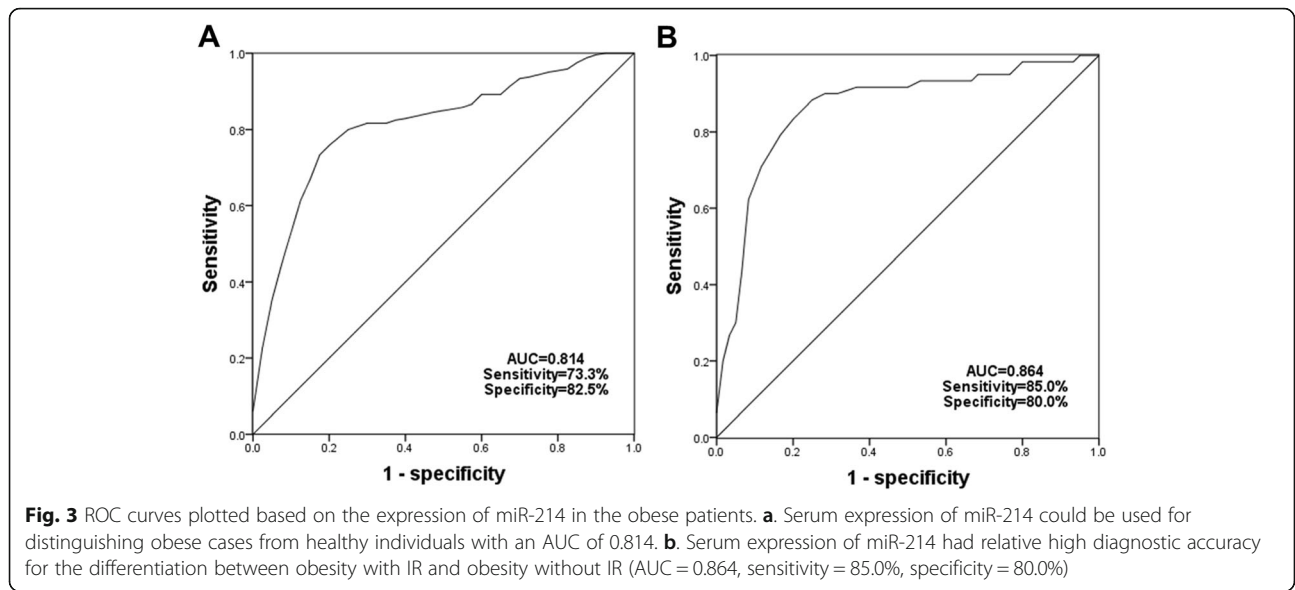 A
1.0
0.8
0.6
0.4
0.2
0.0
Sensitivity
AUC=0.814
Sensitivity=73.3%
Specificity=82.5%
0.0 0.2 0.4 0.6 0.8 1.0
1 - specificity
B
1.0
0.8
0.6
0.4
0.2
0.0
Sensitivity
AUC=0.864
Sensitivity=85.0%
Specificity=80.0%
0.0 0.2 0.4 0.6 0.8 1.0
1 - specificity
Fig. 3 ROC curves plotted based on the expression of miR-214 in the obese patients. a. Serum expression of miR-214 could be used for
distinguishing obese cases from healthy individuals with an AUC of 0.814. b. Serum expression of miR-214 had relative high diagnostic accuracy
for the differentiation between obesity with IR and obesity without IR (AUC = 0.864, sensitivity = 85.0%, specificity = 80.0%)